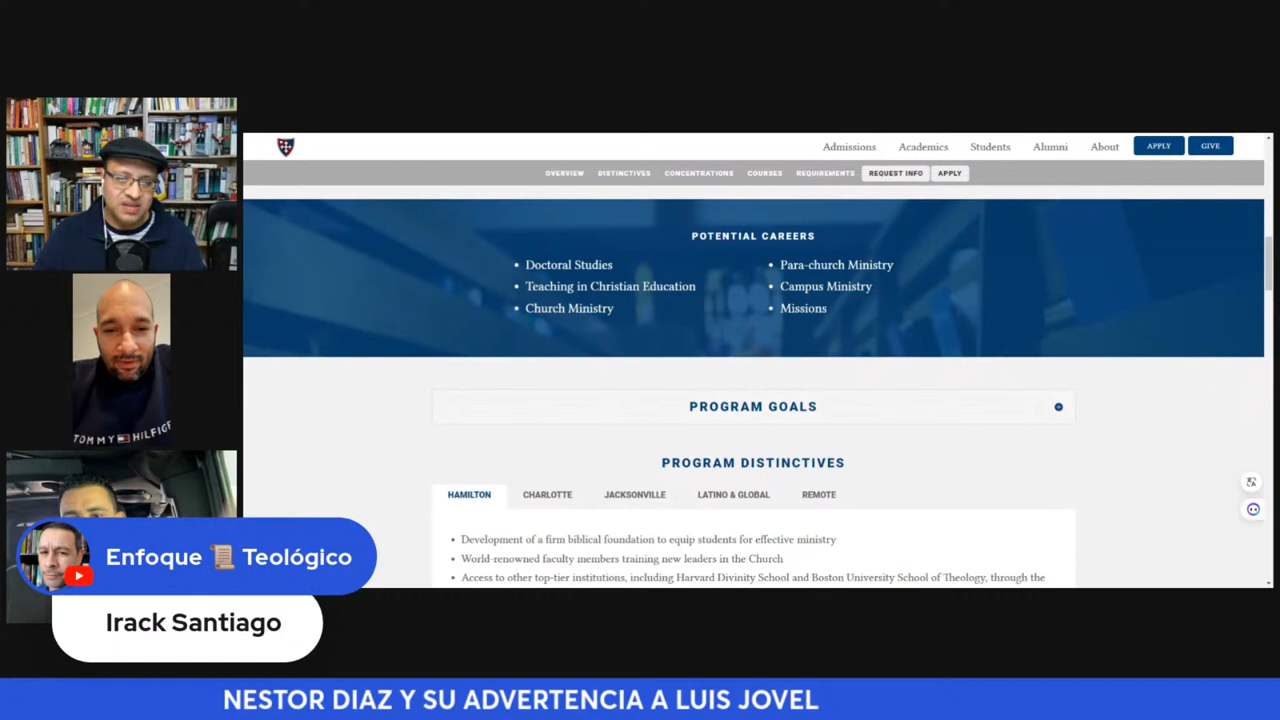 Admissions
Academics
Students
Alumni
About
APPLY
GIVE
OVERVIEW
DISTINCTIVES
CONCENTRATIONS
COURSES
REQUIREMENTS
REQUEST INFO
APPLY
POTENTIAL CAREERS
• Doctoral Studies
• Teaching in Christian Education
• Church Ministry
• Para-church Ministry
• Campus Ministry
• Missions
PROGRAM GOALS
PROGRAM DISTINCTIVES
HAMILTON
CHARLOTTE
JACKSONVILLE
LATINO & GLOBAL
REMOTE
• Development of a firm biblical foundation to equip students for effective ministry
• World-renowned faculty members training new leaders in the Church
• Access to other top-tier institutions, including Harvard Divinity School and Boston University School of Theology, through the
TOMMY HILFIGER
Enfoque 📜 Teológico
Irack Santiago
NESTOR DIAZ Y SU ADVERTENCIA A LUIS JOVEL